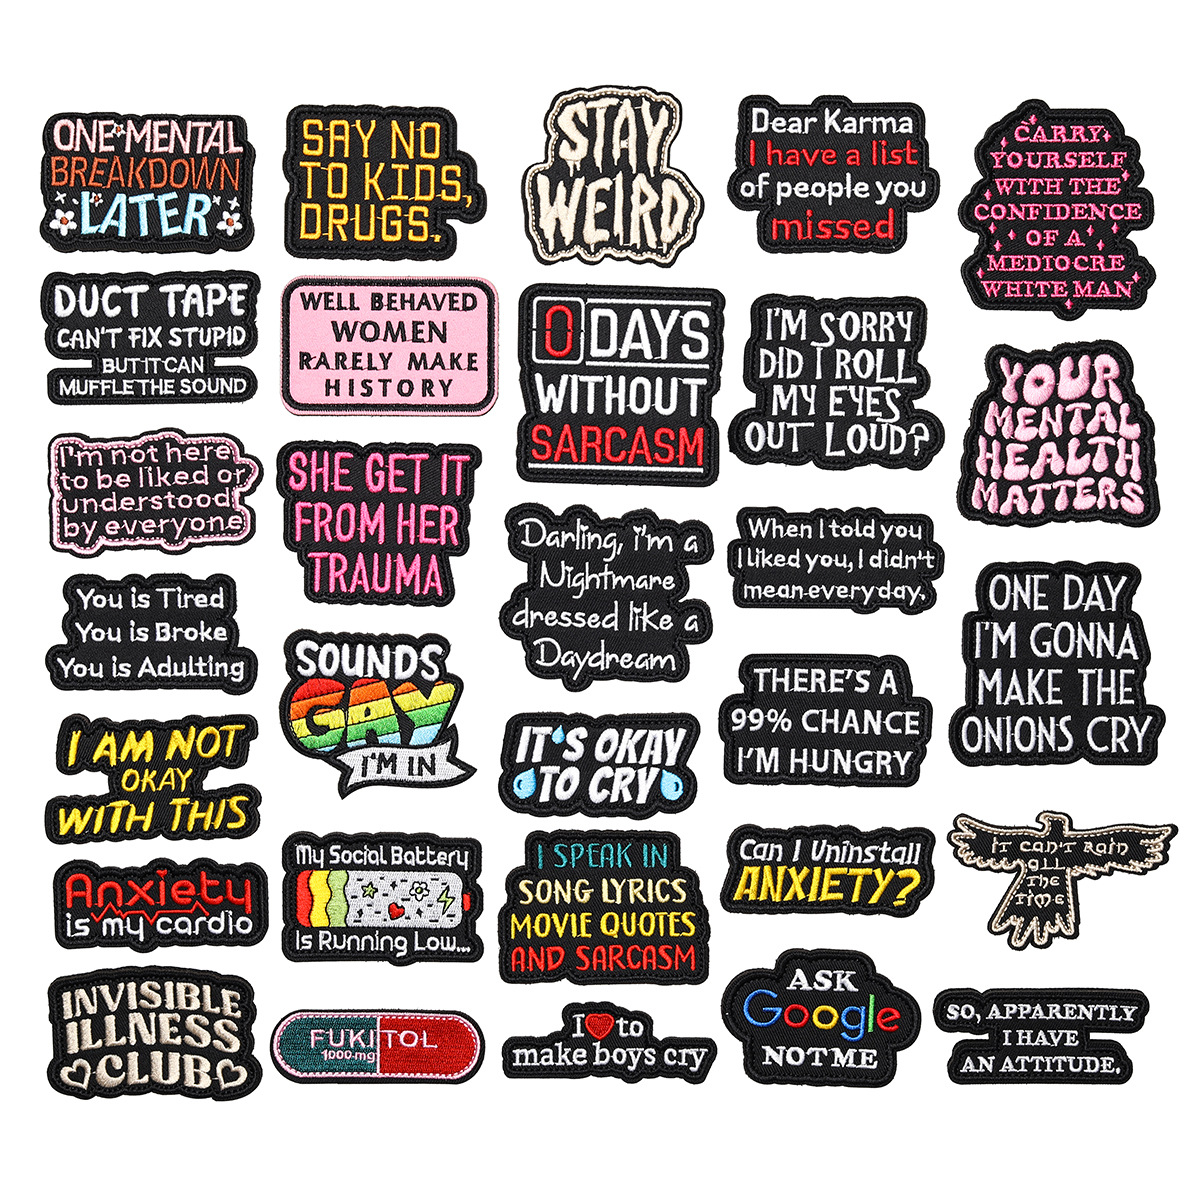 ONE MENTAL
BREAKDOWN
LATER
DUCT TAPE
CAN'T FIX STUPID
BUT IT CAN
MUFFLE THE SOUND
I'm not here
to be liked or
understood
by everyone
You is Tired
You is Broke
You is Adulting
I AM NOT
OKAY
WITH THIS
Anxiety
is my cardio
INVISIBLE
ILLNESS
CLUB
SAY NO
TO KIDS,
DRUGS.
WELL BEHAVED
WOMEN
RARELY MAKE
HISTORY
SHE GET IT
FROM HER
TRAUMA
SOUNDS
GAY
I'M IN
My Social Battery
Is Running Low...
FUKITOL
1000-mg
STAY
WEIRD
0 DAYS
WITHOUT
SARCASM
Darling, i'm a
Nightmare
dressed like a
Daydream
IT'S OKAY
TO CRY
I SPEAK IN
SONG LYRICS
MOVIE QUOTES
AND SARCASM
I to
make boys cry
Dear Karma
I have a list
of people you
missed
I'M SORRY
DID I ROLL
MY EYES
OUT LOUD?
When I told you
I liked you, I didn't
mean everyday.
THERE'S A
99% CHANCE
I'M HUNGRY
Can I Uninstall
ANXIETY?
ASK
Google
NOT ME
CARRY
YOURSELF
WITH THE
CONFIDENCE
OF A
MEDIOCRE
WHITE MAN
YOUR
MENTAL
HEALTH
MATTERS
ONE DAY
I'M GONNA
MAKE THE
ONIONS CRY
iT CAN'T RAiN
All
THE
TiME
SO, APPARENTLY
I HAVE
AN ATTITUDE.